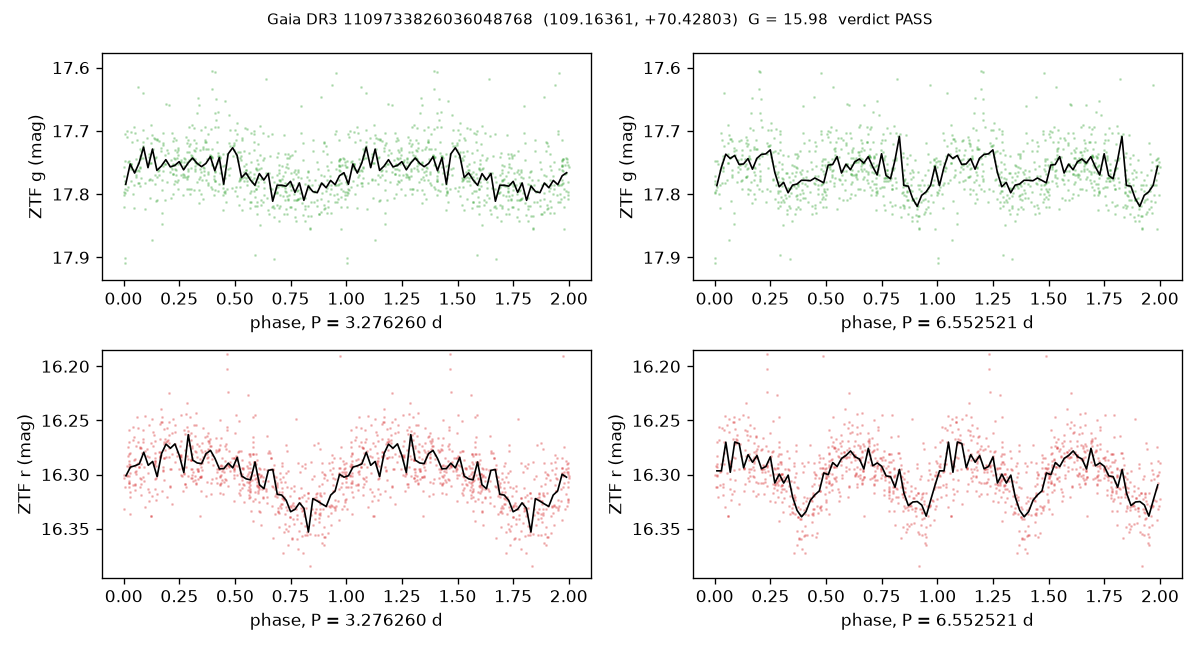 Gaia DR3 1109733826036048768 (109.16361, +70.42803) G = 15.98 verdict PASS
ZTF g (mag)
17.6
17.7
17.8
17.9
0.00 0.25 0.50 0.75 1.00 1.25 1.50 1.75 2.00
phase, P = 3.276260 d
ZTF g (mag)
17.6
17.7
17.8
17.9
0.00 0.25 0.50 0.75 1.00 1.25 1.50 1.75 2.00
phase, P = 6.552521 d
ZTF r (mag)
16.20
16.25
16.30
16.35
0.00 0.25 0.50 0.75 1.00 1.25 1.50 1.75 2.00
phase, P = 3.276260 d
ZTF r (mag)
16.20
16.25
16.30
16.35
0.00 0.25 0.50 0.75 1.00 1.25 1.50 1.75 2.00
phase, P = 6.552521 d